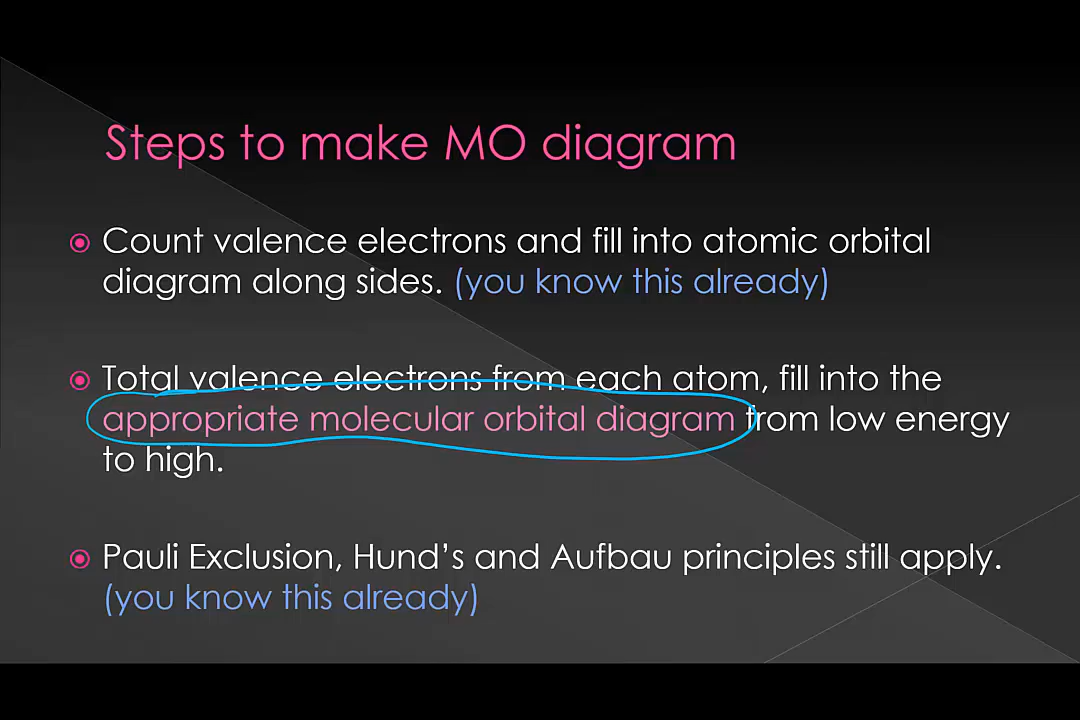 Steps to make MO diagram
Count valence electrons and fill into atomic orbital
diagram along sides. (you know this already)
Total valence electrons from each atom, fill into the
appropriate molecular orbital diagram from low energy
to high.
Pauli Exclusion, Hund’s and Aufbau principles still apply.
(you know this already)